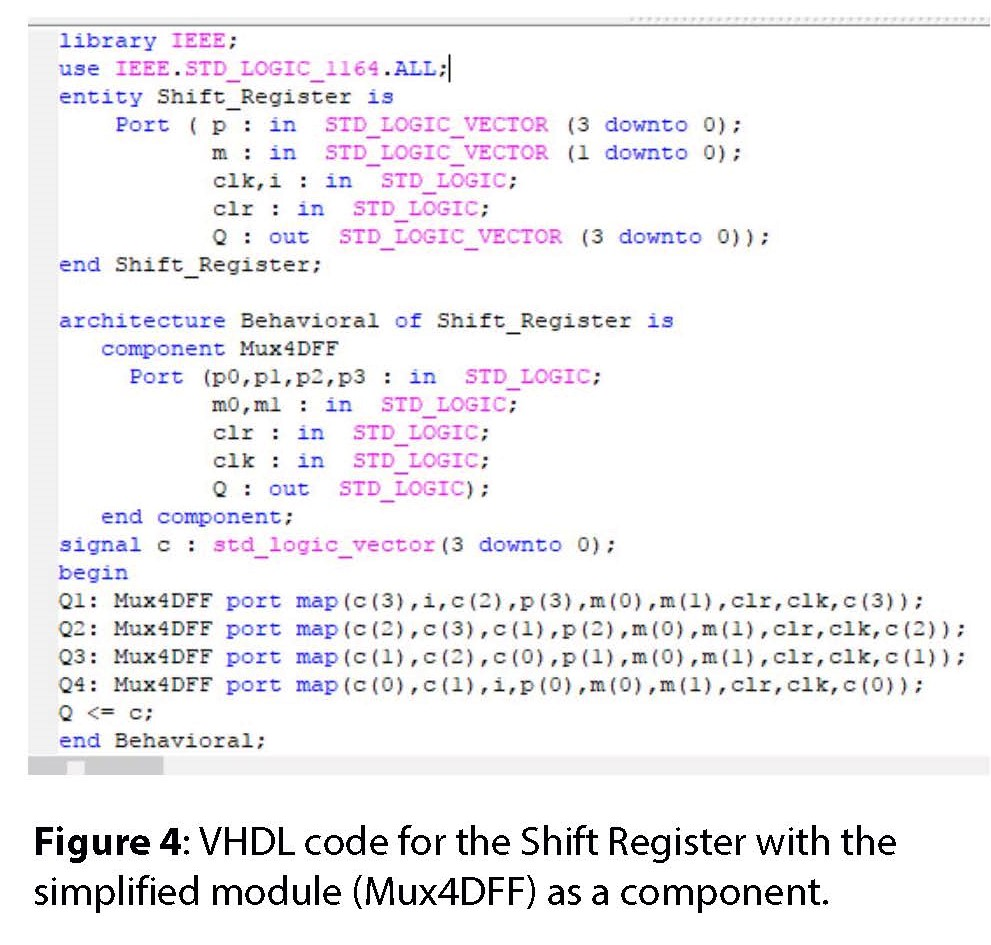 library IEEE;
use IEEE.STD_LOGIC_1164.ALL;
entity Shift_Register is
Port ( p : in STD_LOGIC_VECTOR (3 downto 0);
m : in STD_LOGIC_VECTOR (1 downto 0);
clk,i : in STD_LOGIC;
clr : in STD_LOGIC;
Q : out STD_LOGIC_VECTOR (3 downto 0));
end Shift_Register;
architecture Behavioral of Shift_Register is
component Mux4DFF
Port (p0,p1,p2,p3 : in STD_LOGIC;
m0,m1 : in STD_LOGIC;
clr : in STD_LOGIC;
clk : in STD_LOGIC;
Q : out STD_LOGIC);
end component;
signal c : std_logic_vector(3 downto 0);
begin
Q1: Mux4DFF port map(c(3),i,c(2),p(3),m(0),m(1),clr,clk,c(3));
Q2: Mux4DFF port map(c(2),c(3),c(1),p(2),m(0),m(1),clr,clk,c(2));
Q3: Mux4DFF port map(c(1),c(2),c(0),p(1),m(0),m(1),clr,clk,c(1));
Q4: Mux4DFF port map(c(0),c(1),i,p(0),m(0),m(1),clr,clk,c(0));
Q <= c;
end Behavioral;
Figure 4: VHDL code for the Shift Register with the
simplified module (Mux4DFF) as a component.